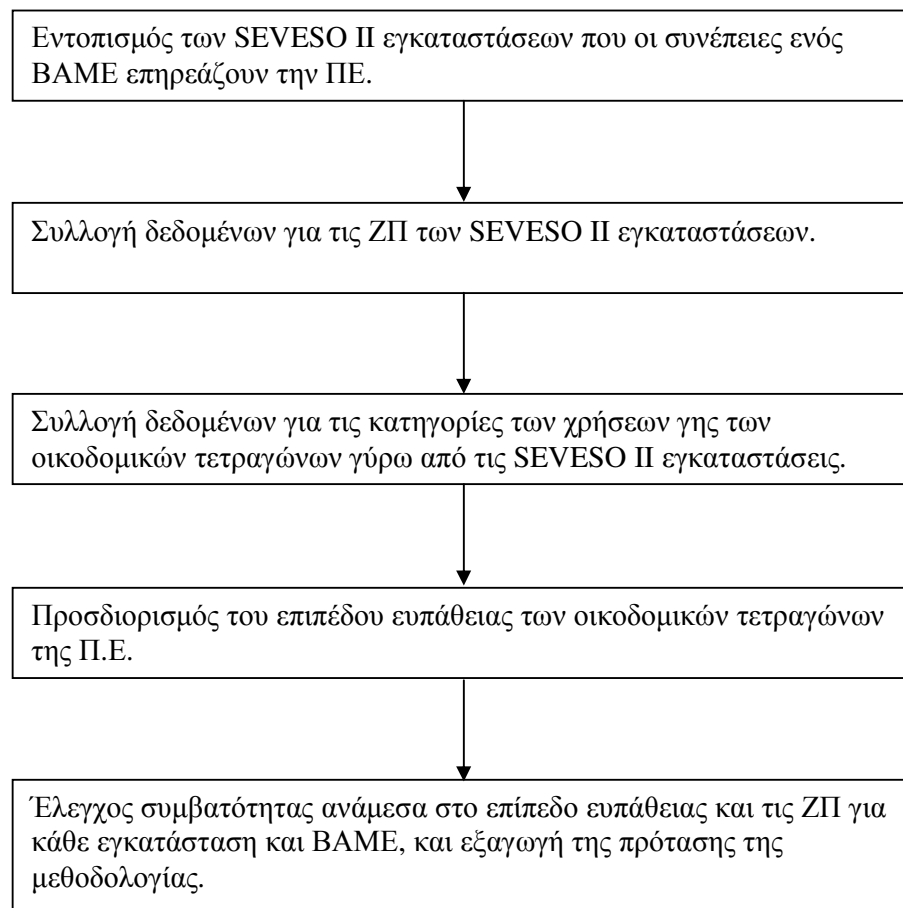 Εντοπισμός των SEVESO II εγκαταστάσεων που οι συνέπειες ενός
ΒΑΜΕ επηρεάζουν την ΠΕ.
Συλλογή δεδομένων για τις ΖΠ των SEVESO II εγκαταστάσεων.
Συλλογή δεδομένων για τις κατηγορίες των χρήσεων γης των
οικοδομικών τετραγώνων γύρω από τις SEVESO II εγκαταστάσεις.
Προσδιορισμός του επιπέδου ευπάθειας των οικοδομικών τετραγώνων
της Π.Ε.
Έλεγχος συμβατότητας ανάμεσα στο επίπεδο ευπάθειας και τις ΖΠ για
κάθε εγκατάσταση και ΒΑΜΕ, και εξαγωγή της πρότασης της
μεθοδολογίας.